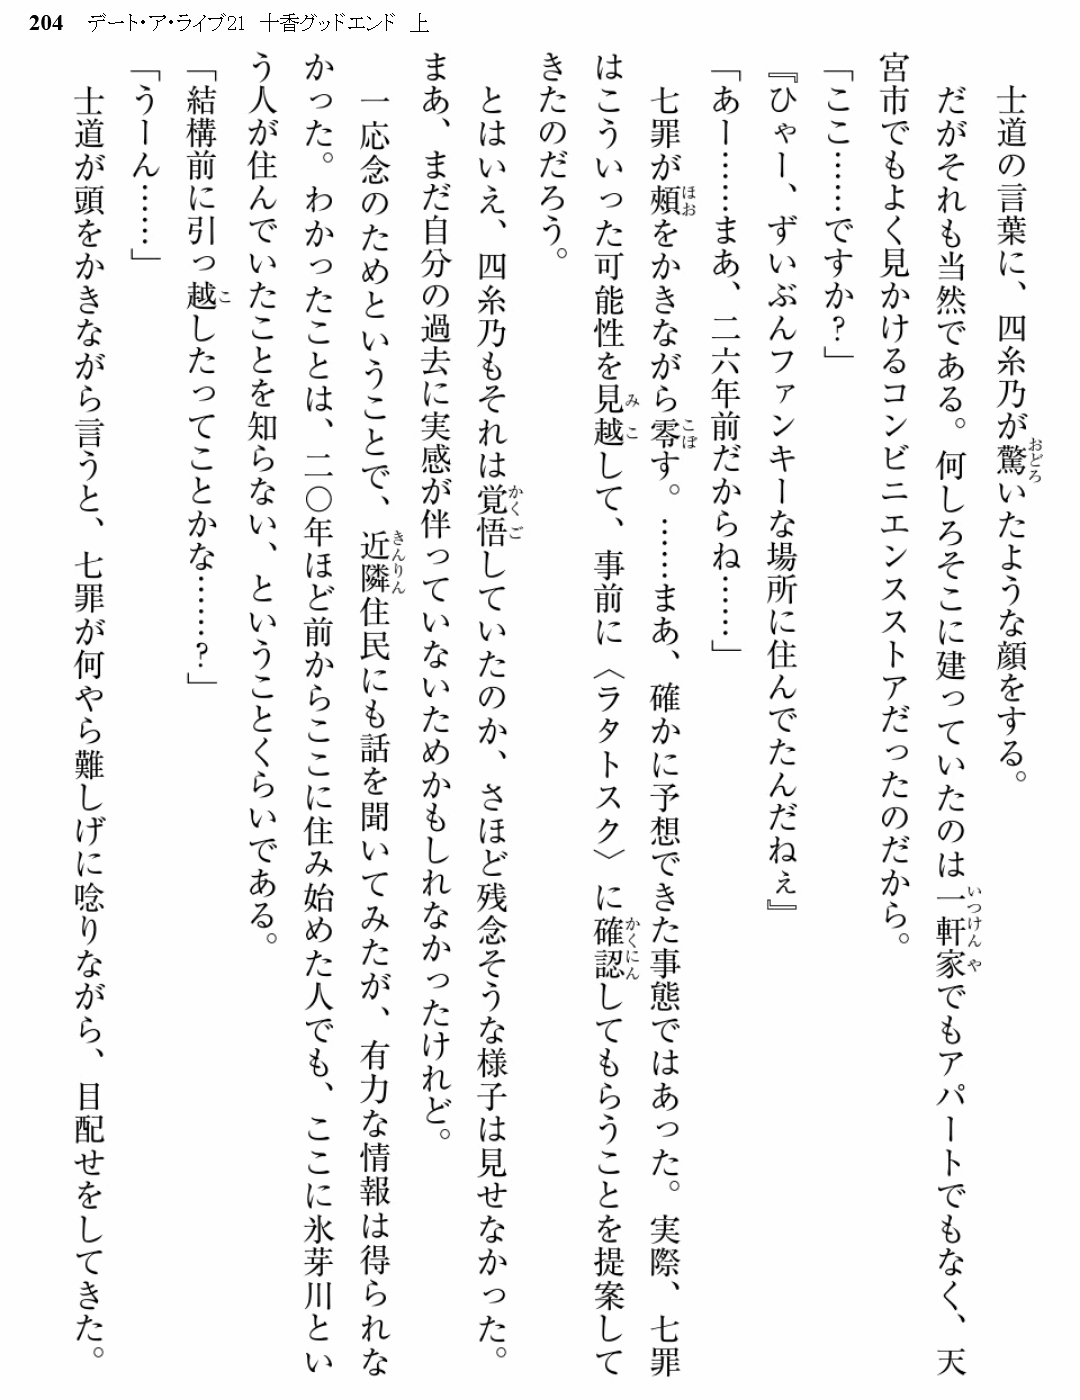 204 デート・ア・ライブ21 十香グッドエンド 上
士道の言葉に、四糸乃が驚いたような顔をする。
だがそれも当然である。何しろそこに建っていたのは一軒家でもアパートでもなく、天
宮市でもよく見かけるコンビニエンスストアだったのだから。
「ここ……ですか？」
『ひゃー、ずいぶんファンキーな場所に住んでたんだねぇ』
「あー……まあ、二六年前だからね……」
七罪が頰をかきながら零す。……まあ、確かに予想できた事態ではあった。実際、七罪
はこういった可能性を見越して、事前に〈ラタトスク〉に確認してもらうことを提案して
きたのだろう。
とはいえ、四糸乃もそれは覚悟していたのか、さほど残念そうな様子は見せなかった。
まあ、まだ自分の過去に実感が伴っていないためかもしれなかったけれど。
一応念のためということで、近隣住民にも話を聞いてみたが、有力な情報は得られな
かった。わかったことは、二〇年ほど前からここに住み始めた人でも、ここに氷芽川とい
う人が住んでいたことを知らない、ということくらいである。
「結構前に引っ越したってことかな……？」
「うーん……」
士道が頭をかきながら言うと、七罪が何やら難しげに唸りながら、目配せをしてきた。